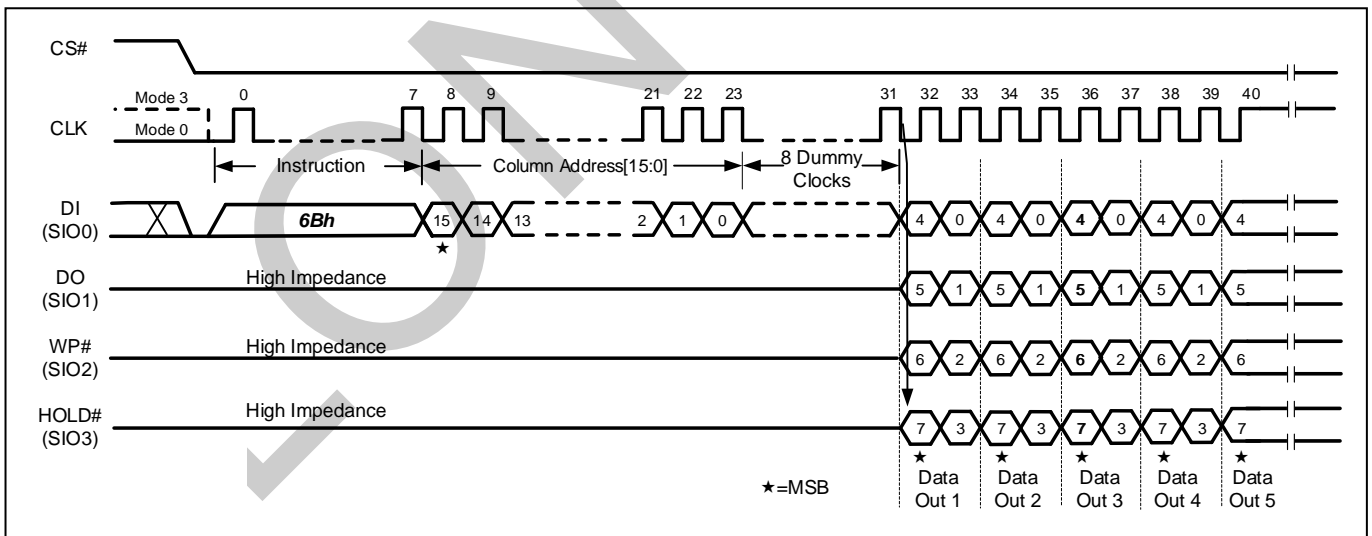 CS#
Mode 3 0 7 8 9 21 22 23 31 32 33 34 35 36 37 38 39 40
CLK Mode 0
Instruction Column Address[15:0] 8 Dummy
Clocks
DI
(SIO0) 6Bh 15 14 13 2 1 0 4 0 4 0 4 0 4 0 4
★
DO
(SIO1) High Impedance 5 1 5 1 5 1 5 1 5
WP#
(SIO2) High Impedance 6 2 6 2 6 2 6 2 6
HOLD#
(SIO3) High Impedance 7 3 7 3 7 3 7 3 7
★ ★ ★ ★ ★
★=MSB
Data Data Data Data Data
Out 1 Out 2 Out 3 Out 4 Out 5